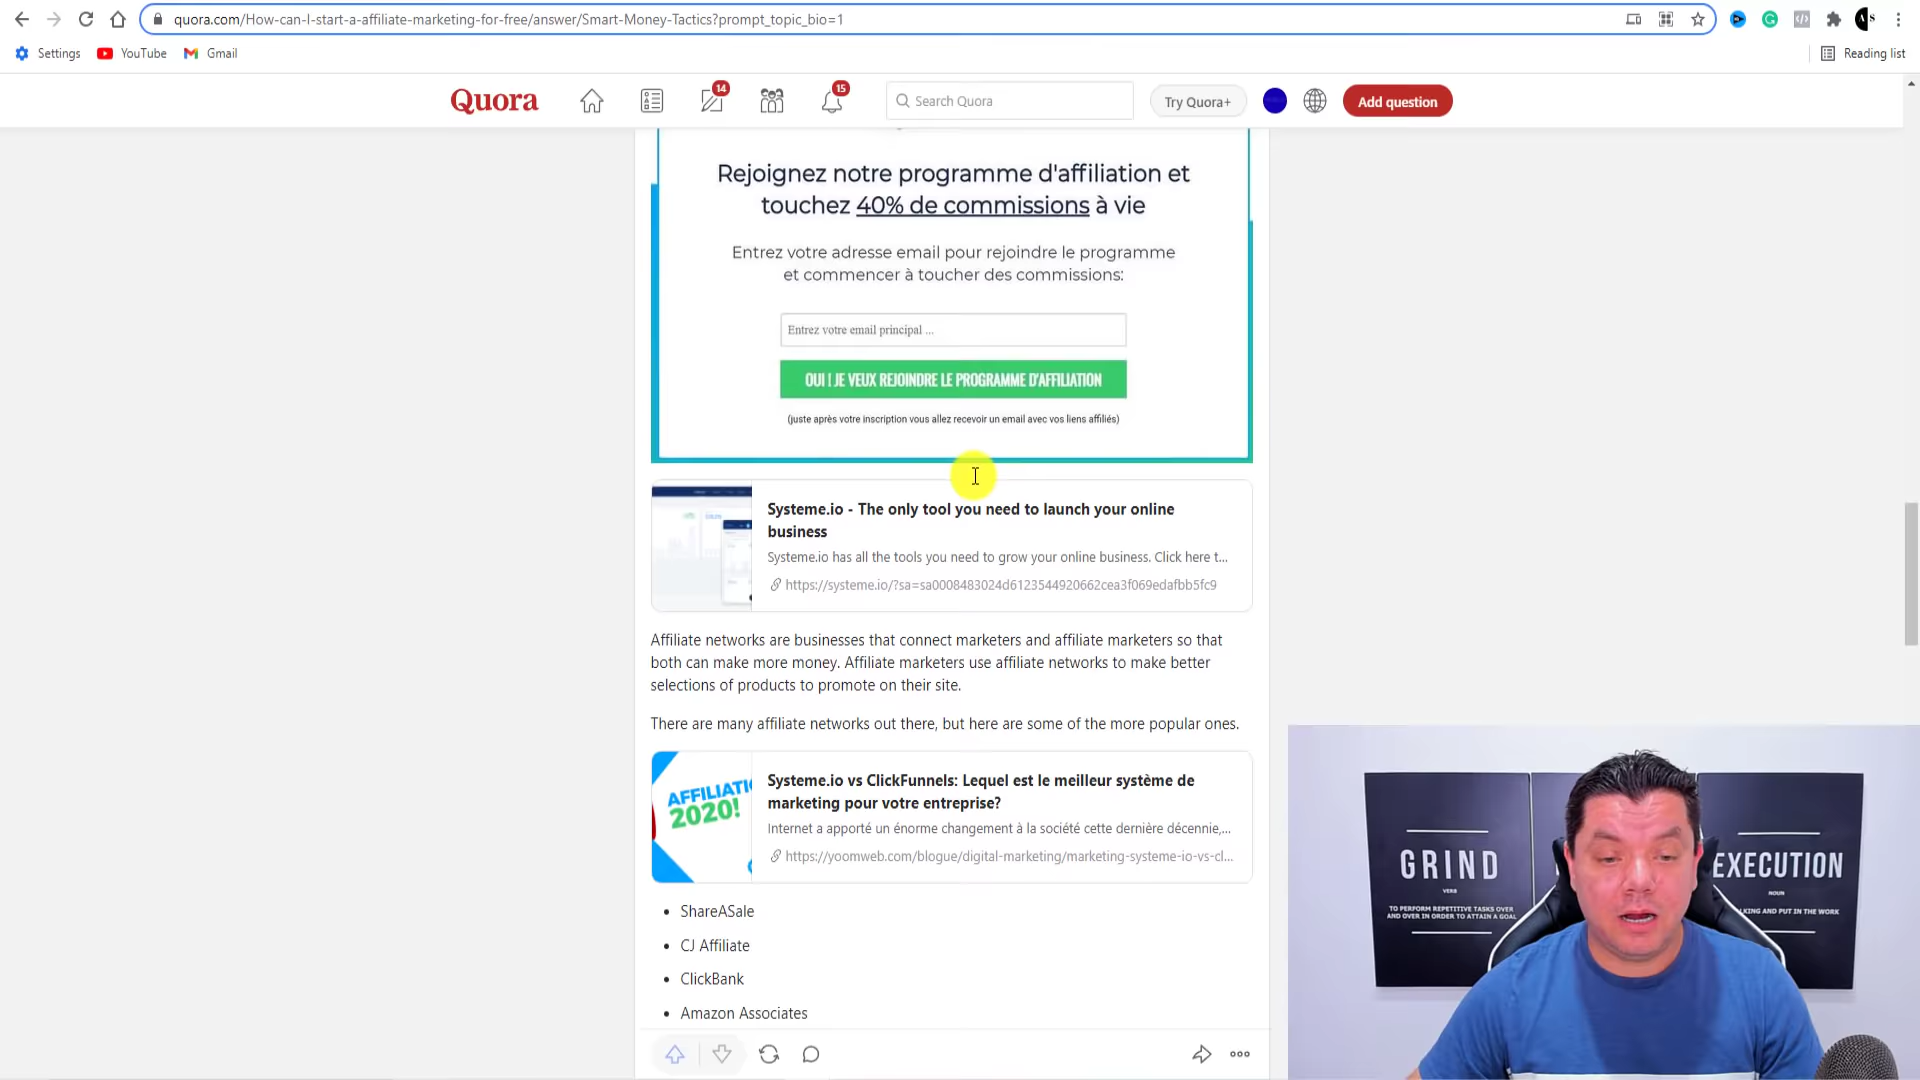 quora.com/How-can-I-start-a-affiliate-marketing-for-free/answer/Smart-Money-Tactics?prompt_topic_bio=1
Settings
YouTube
Gmail
Reading list
Quora
14
15
Search Quora
Try Quora+
Add question
Rejoignez notre programme d'affiliation et
touchez 40% de commissions à vie
Entrez votre adresse email pour rejoindre le programme
et commencer à toucher des commissions:
Entrez votre email principal ...
OUI ! JE VEUX REJOINDRE LE PROGRAMME D'AFFILIATION
(juste après votre inscription vous allez recevoir un email avec vos liens affiliés)
Systeme.io - The only tool you need to launch your online
business
Systeme.io has all the tools you need to grow your online business. Click here t...
https://systeme.io/?sa=sa0008483024d6123544920662cea3f069edafbb5fc9
Affiliate networks are businesses that connect marketers and affiliate marketers so that
both can make more money. Affiliate marketers use affiliate networks to make better
selections of products to promote on their site.
There are many affiliate networks out there, but here are some of the more popular ones.
AFFILIATI
2020!
Systeme.io vs ClickFunnels: Lequel est le meilleur système de
marketing pour votre entreprise?
Internet a apporté un énorme changement à la société cette dernière décennie,...
https://yoomweb.com/blogue/digital-marketing/marketing-systeme-io-vs-cl...
• ShareASale
• CJ Affiliate
• ClickBank
• Amazon Associates
GRIND
VERB
TO PERFORM REPETITIVE TASKS OVER
AND OVER IN ORDER TO ATTAIN A GOAL
EXECUTION
NOUN
KING AND PUT IN THE WORK